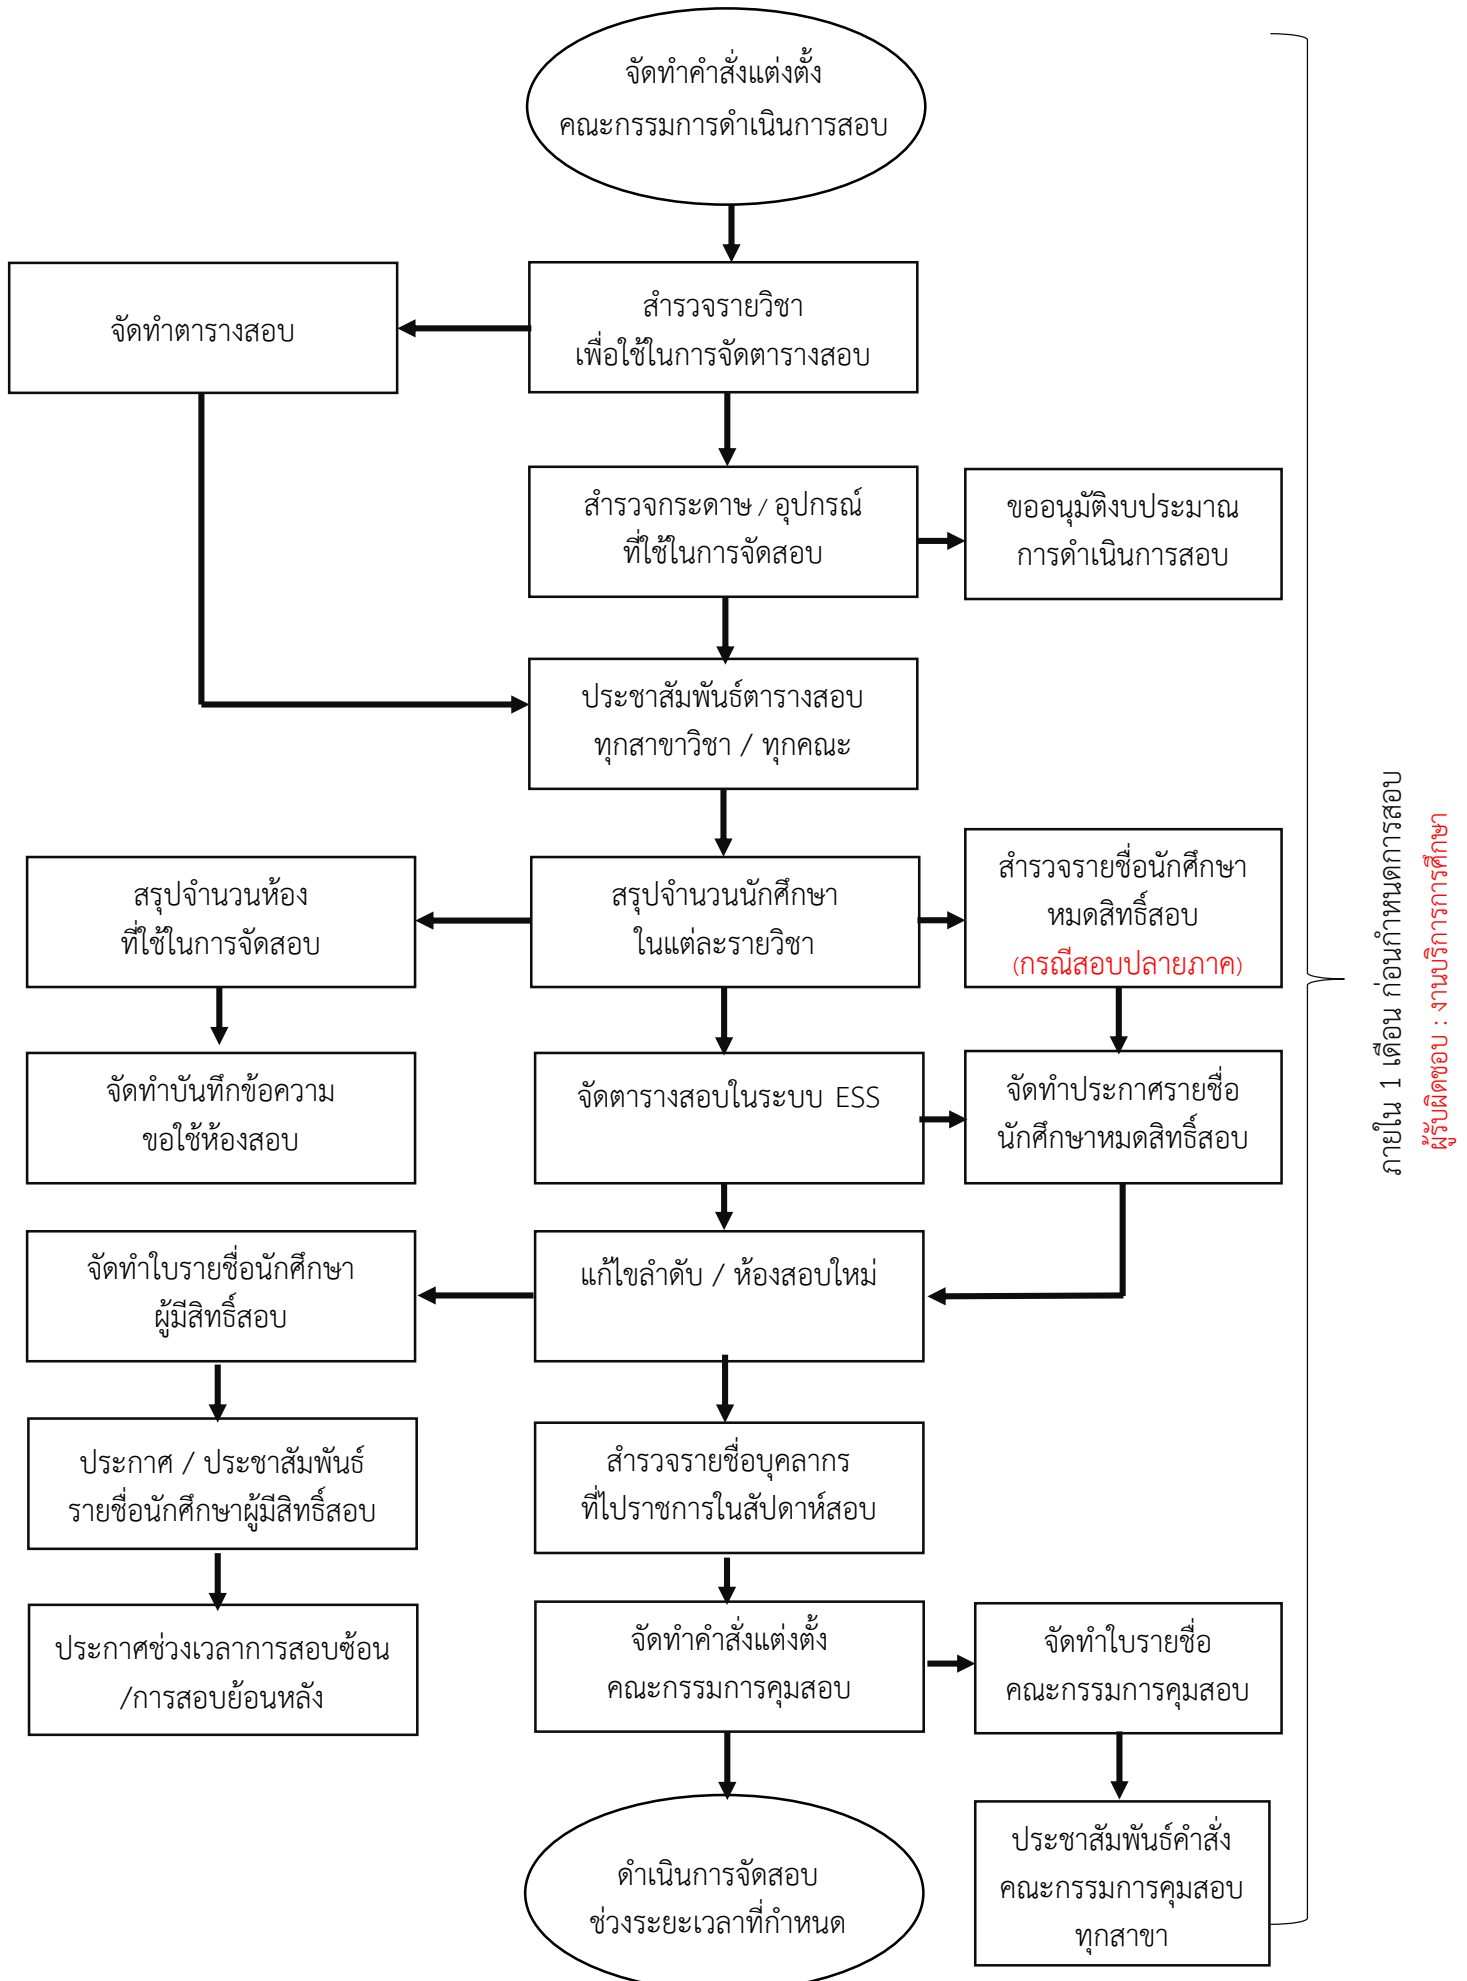 จัดทำคำสั่งแต่งตั้ง
คณะกรรมการดำเนินการสอบ
จัดทำตารางสอบ
สำรวจรายวิชา
เพื่อใช้ในการจัดตารางสอบ
สำรวจกระดาษ / อุปกรณ์
ที่ใช้ในการจัดสอบ
ขออนุมัติงบประมาณ
การดำเนินการสอบ
ประชาสัมพันธ์ตารางสอบ
ทุกสาขาวิชา / ทุกคณะ
สรุปจำนวนห้อง
ที่ใช้ในการจัดสอบ
สรุปจำนวนนักศึกษา
ในแต่ละรายวิชา
สำรวจรายชื่อนักศึกษา
หมดสิทธิ์สอบ
(กรณีสอบปลายภาค)
จัดทำบันทึกข้อความ
ขอใช้ห้องสอบ
จัดตารางสอบในระบบ ESS
จัดทำประกาศรายชื่อ
นักศึกษาหมดสิทธิ์สอบ
จัดทำใบรายชื่อนักศึกษา
ผู้มีสิทธิ์สอบ
แก้ไขลำดับ / ห้องสอบใหม่
ประกาศ / ประชาสัมพันธ์
รายชื่อนักศึกษาผู้มีสิทธิ์สอบ
สำรวจรายชื่อบุคลากร
ที่ไปราชการในสัปดาห์สอบ
ประกาศช่วงเวลาการสอบซ้อน
/การสอบย้อนหลัง
จัดทำคำสั่งแต่งตั้ง
คณะกรรมการคุมสอบ
จัดทำใบรายชื่อ
คณะกรรมการคุมสอบ
ดำเนินการจัดสอบ
ช่วงระยะเวลาที่กำหนด
ประชาสัมพันธ์คำสั่ง
คณะกรรมการคุมสอบ
ทุกสาขา
ภายใน 1 เดือน ก่อนกำหนดการสอบ
ผู้รับผิดชอบ : งานบริการการศึกษา